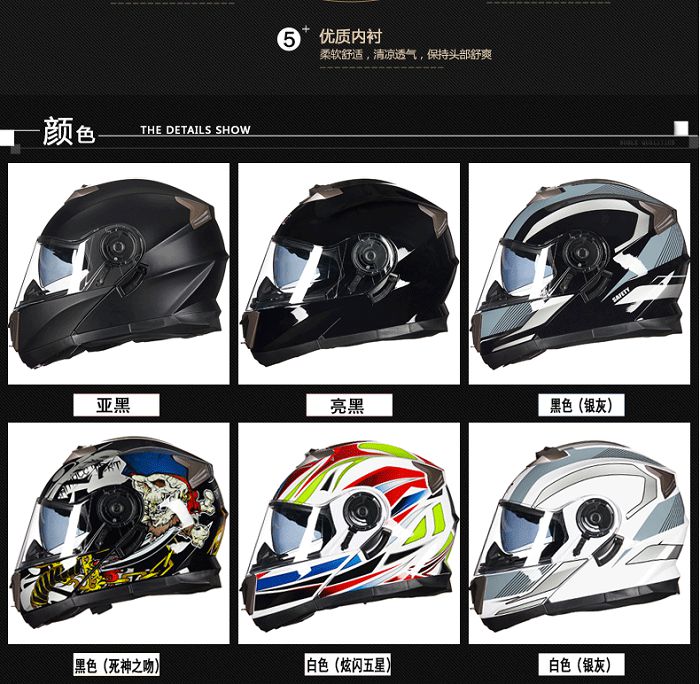 5+ 优质内衬
柔软舒适，清凉透气，保持头部舒爽
颜色 THE DETAILS SHOW
SAFETY
亚黑 亮黑 黑色（银灰）
黑色（死神之吻） 白色（炫闪五星） 白色（银灰）